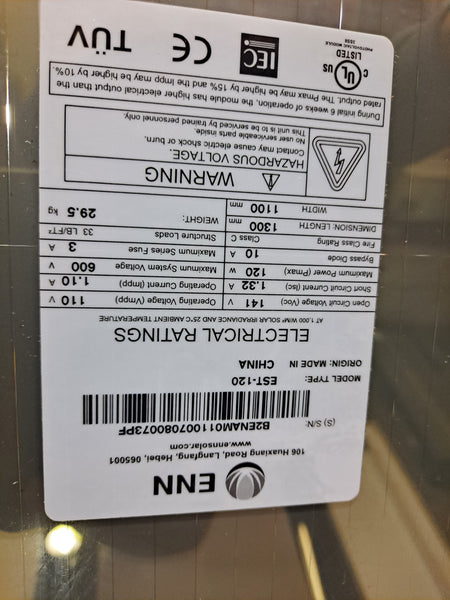 ENN
106 Huaxiang Road, Langfang, Hebei, 065001
www.ennsolar.com
(S) S/N:
B2ENAM01100708­0073PF
MODEL TYPE: EST-120
ORIGIN: MADE IN CHINA
ELECTRICAL RATINGS
AT 1,000 W/M² SOLAR IRRADIANCE AND 25°C AMBIENT TEMPERATURE
Open Circuit Voltage (Voc) 141 V Operating Voltage (Vmpp) 110 V
Short Circuit Current (Isc) 1.32 A Operating Current (Impp) 1.10 A
Maximum Power (Pmax) 120 W Maximum System Voltage 600 V
Bypass Diode 10 A Maximum Series Fuse 3 A
Fire Class Rating Class C Structure Loads 33 LB/FT²
DIMENSION: LENGTH 1300 mm WEIGHT: 29.5 kg
WIDTH 1100 mm
WARNING
HAZARDOUS VOLTAGE.
Contact may cause electric shock or burn.
No user serviceable parts inside.
This unit is to be serviced by trained personnel only.
During initial 6 weeks of operation, the module has higher electrical output than the
rated output. The Pmax may be higher by 15% and the Impp may be higher by 10%.
C UL US
LISTED
PHOTOVOLTAIC MODULE
35S8
IEC
CE
TÜV